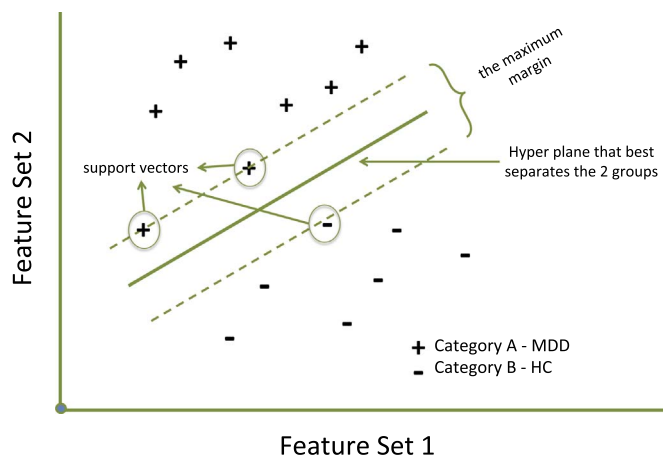 the maximum
margin
Hyper plane that best
separates the 2 groups
support vectors
Feature Set 2
+ Category A - MDD
- Category B - HC
Feature Set 1